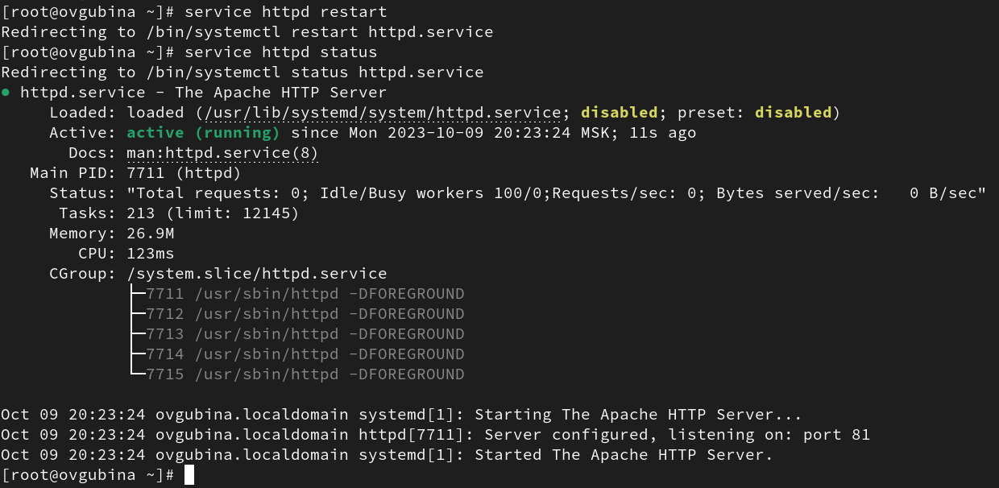 [root@ovgubina ~]# service httpd restart
Redirecting to /bin/systemctl restart httpd.service
[root@ovgubina ~]# service httpd status
Redirecting to /bin/systemctl status httpd.service
● httpd.service - The Apache HTTP Server
     Loaded: loaded (/usr/lib/systemd/system/httpd.service; disabled; preset: disabled)
     Active: active (running) since Mon 2023-10-09 20:23:24 MSK; 11s ago
       Docs: man:httpd.service(8)
   Main PID: 7711 (httpd)
     Status: "Total requests: 0; Idle/Busy workers 100/0;Requests/sec: 0; Bytes served/sec:   0 B/sec"
      Tasks: 213 (limit: 12145)
     Memory: 26.9M
        CPU: 123ms
     CGroup: /system.slice/httpd.service
             ├─7711 /usr/sbin/httpd -DFOREGROUND
             ├─7712 /usr/sbin/httpd -DFOREGROUND
             ├─7713 /usr/sbin/httpd -DFOREGROUND
             ├─7714 /usr/sbin/httpd -DFOREGROUND
             └─7715 /usr/sbin/httpd -DFOREGROUND

Oct 09 20:23:24 ovgubina.localdomain systemd[1]: Starting The Apache HTTP Server...
Oct 09 20:23:24 ovgubina.localdomain httpd[7711]: Server configured, listening on: port 81
Oct 09 20:23:24 ovgubina.localdomain systemd[1]: Started The Apache HTTP Server.
[root@ovgubina ~]#